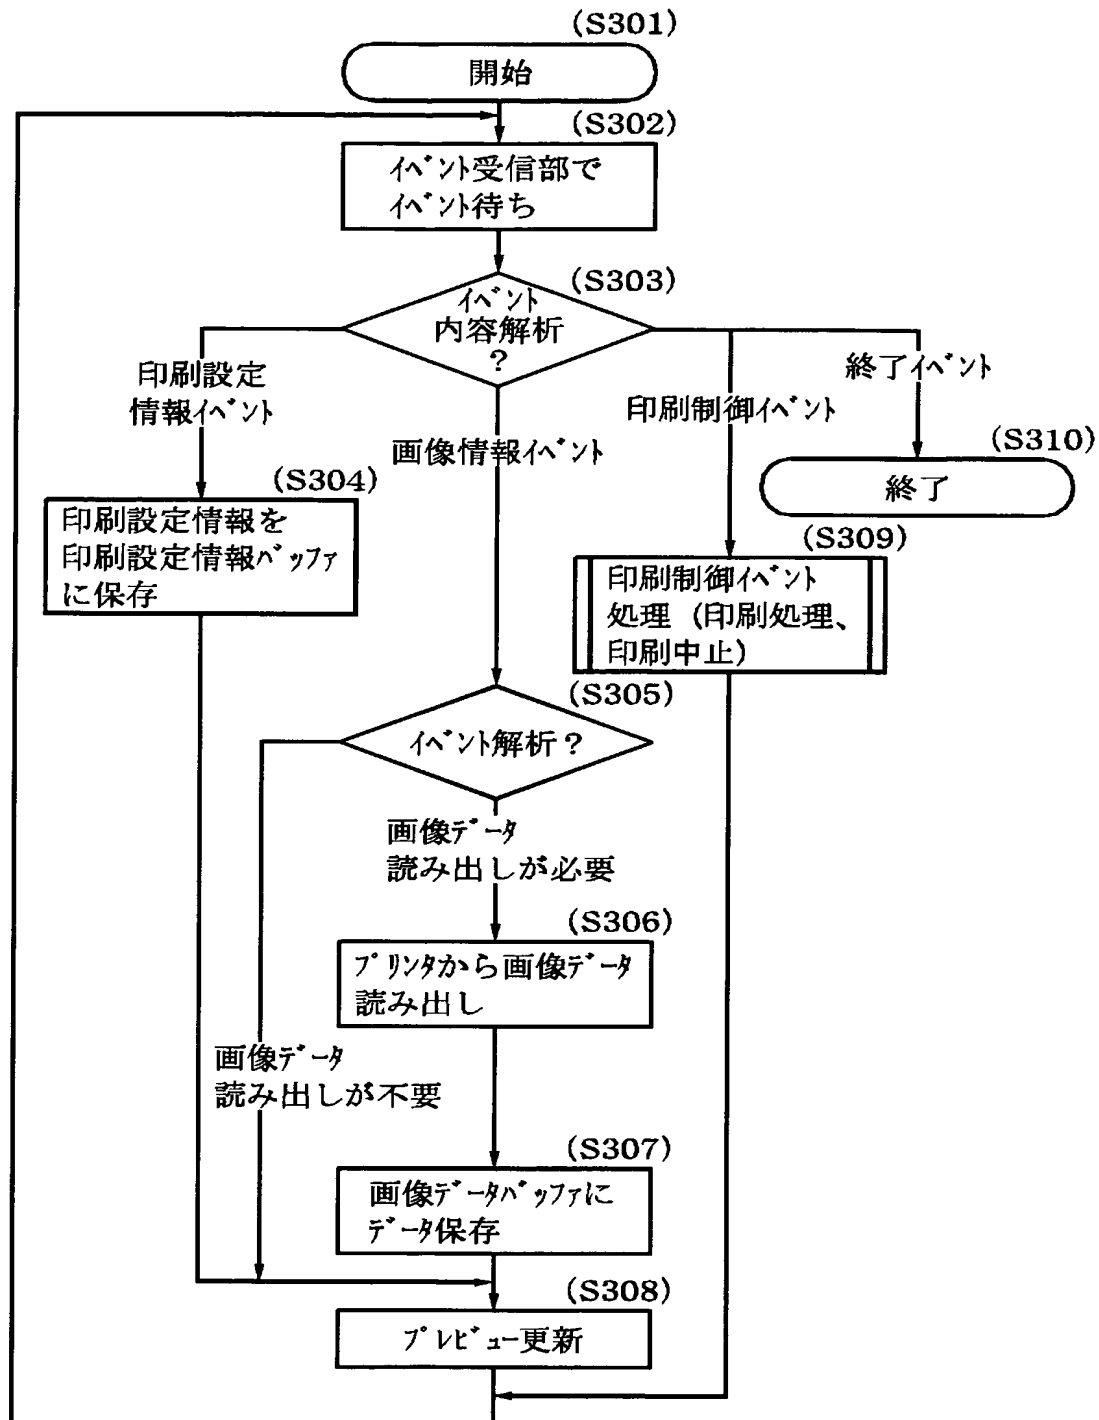 (S301)
開始
(S302)
イベント受信部で
イベント待ち
(S303)
イベント
内容解析
?
印刷設定
情報イベント
画像情報イベント
印刷制御イベント
終了イベント
(S310)
終了
(S304)
印刷設定情報を
印刷設定情報バッファ
に保存
(S309)
印刷制御イベント
処理 (印刷処理、
印刷中止)
(S305)
イベント解析?
画像データ
読み出しが必要
(S306)
プリンタから画像データ
読み出し
画像データ
読み出しが不要
(S307)
画像データバッファに
データ保存
(S308)
プレビュー更新